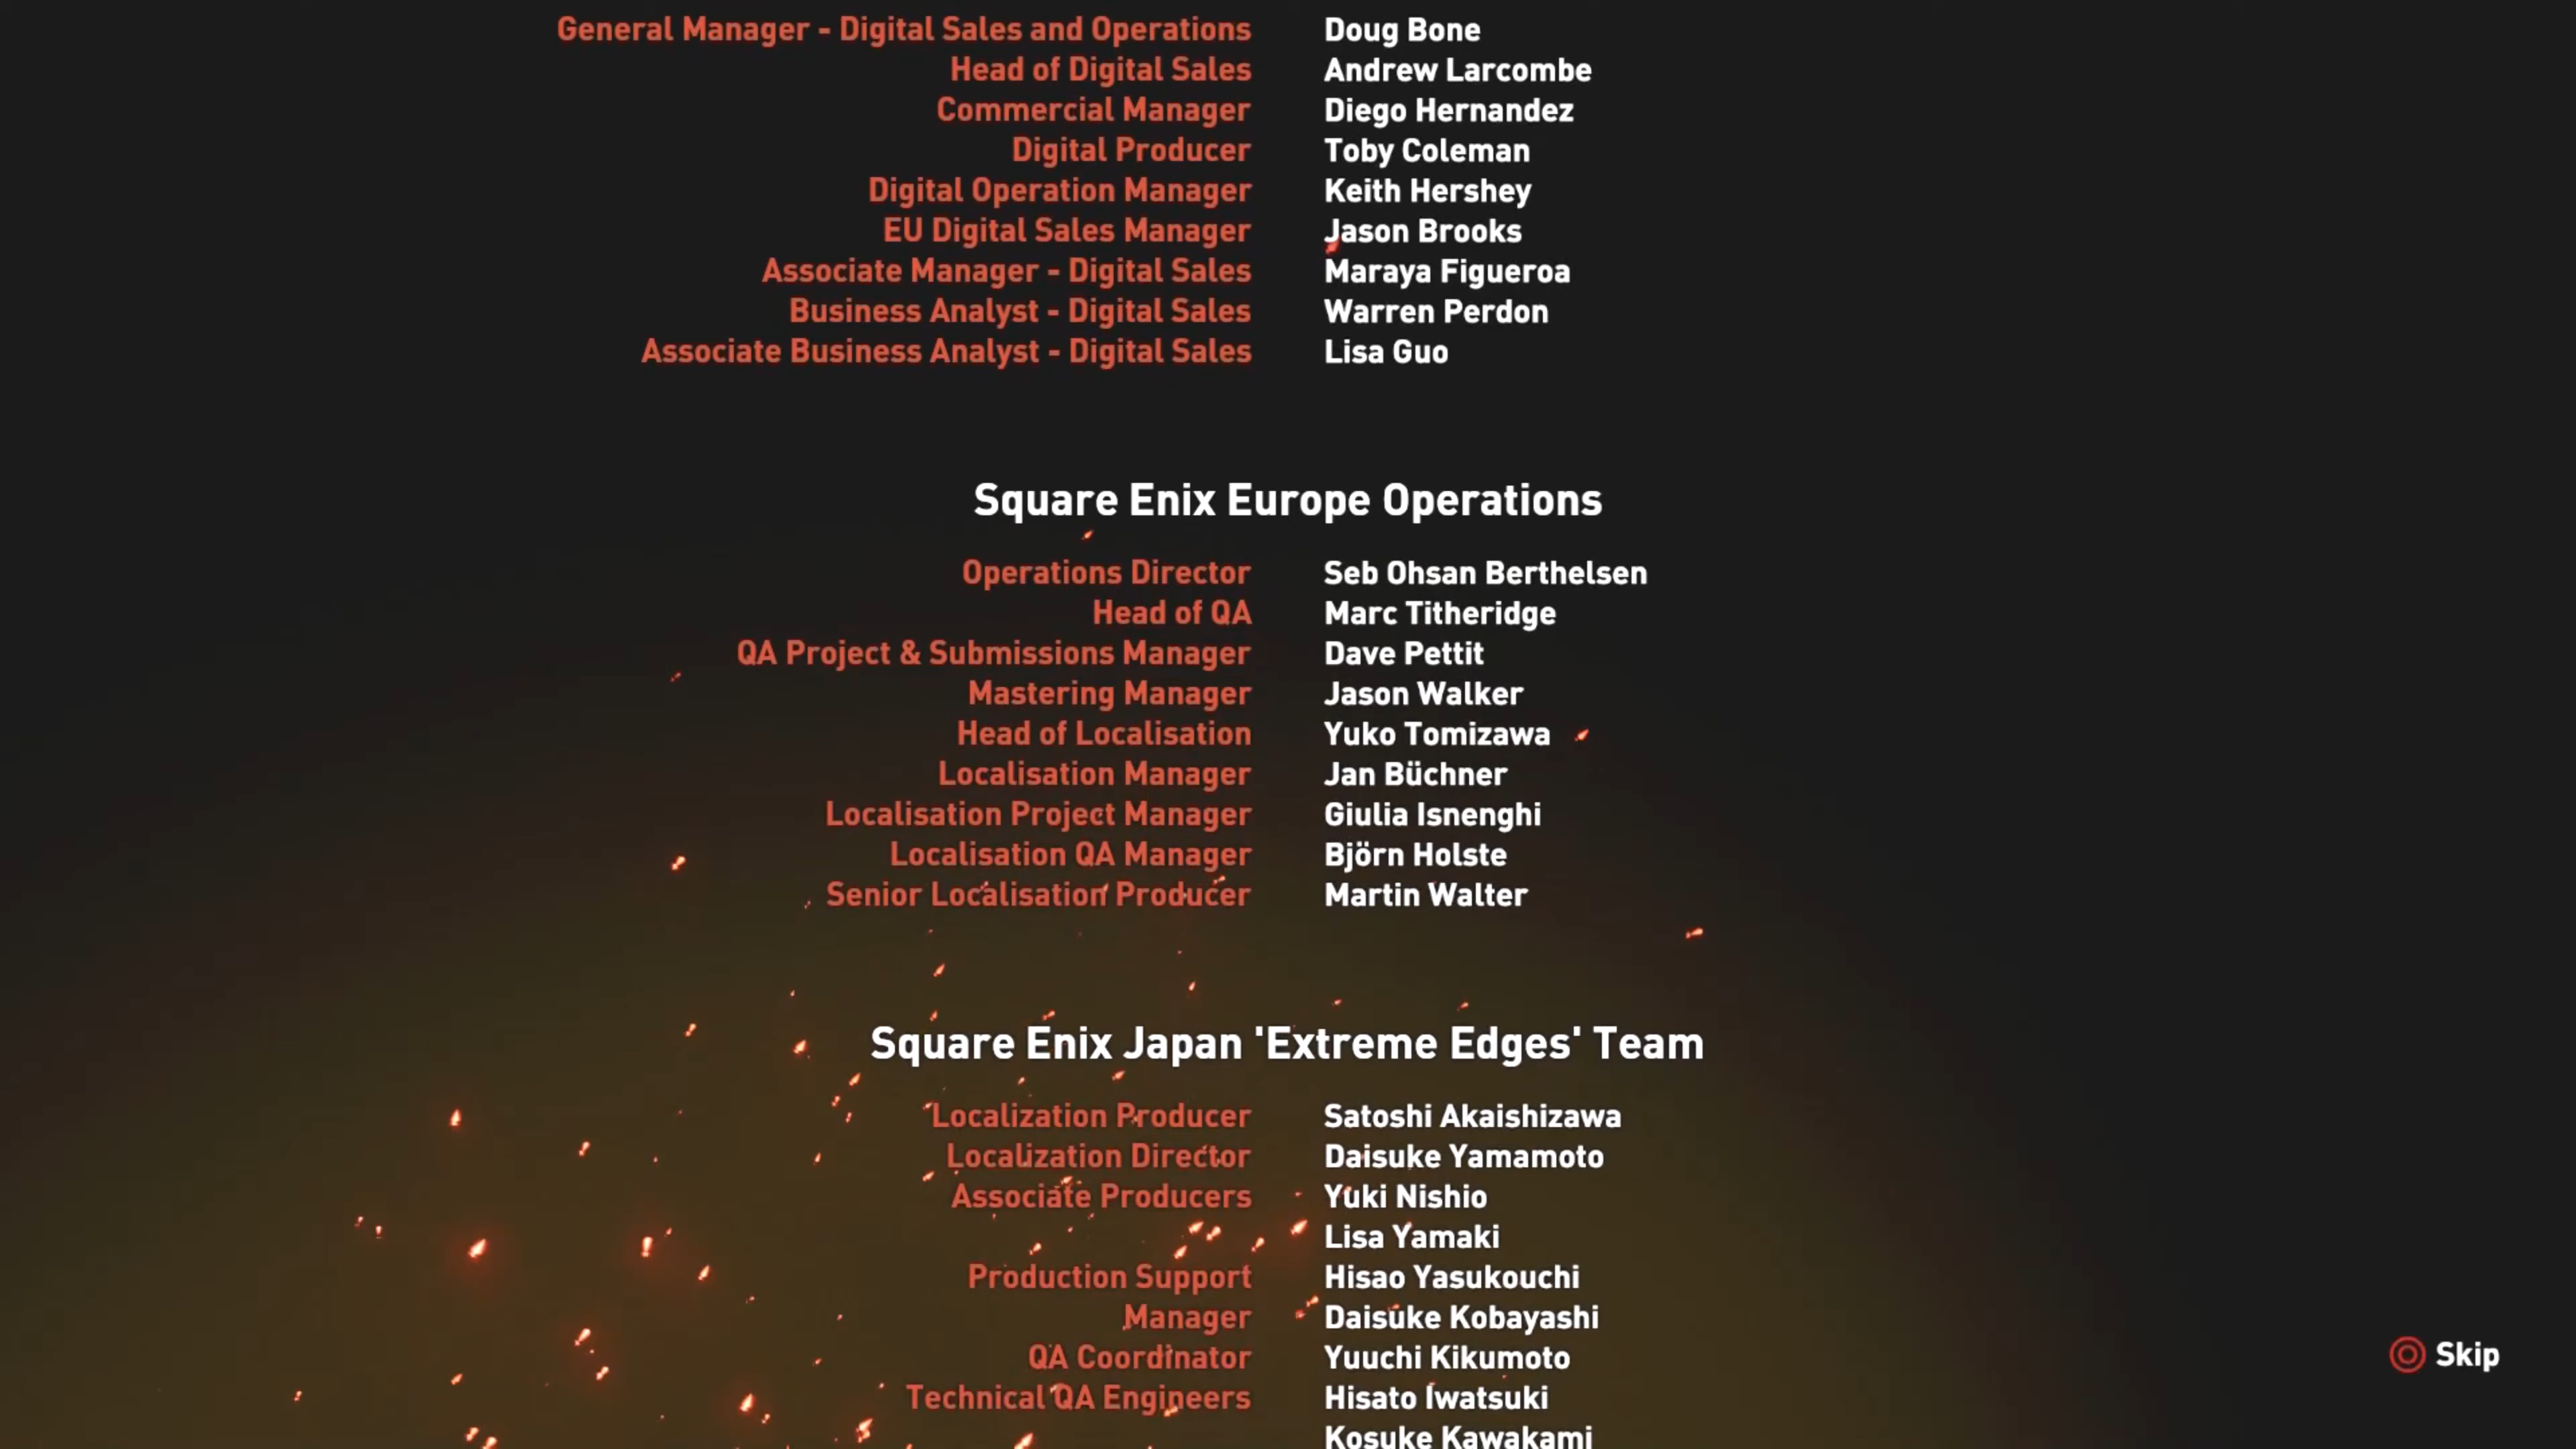 General Manager - Digital Sales and Operations Doug Bone
Head of Digital Sales Andrew Larcombe
Commercial Manager Diego Hernandez
Digital Producer Toby Coleman
Digital Operation Manager Keith Hershey
EU Digital Sales Manager Jason Brooks
Associate Manager - Digital Sales Maraya Figueroa
Business Analyst - Digital Sales Warren Perdon
Associate Business Analyst - Digital Sales Lisa Guo
Square Enix Europe Operations
Operations Director Seb Ohsan Berthelsen
Head of QA Marc Titheridge
QA Project & Submissions Manager Dave Pettit
Mastering Manager Jason Walker
Head of Localisation Yuko Tomizawa
Localisation Manager Jan Büchner
Localisation Project Manager Giulia Isnenghi
Localisation QA Manager Björn Holste
Senior Localisation Producer Martin Walter
Square Enix Japan 'Extreme Edges' Team
Localization Producer Satoshi Akaishizawa
Localization Director Daisuke Yamamoto
Associate Producers Yuki Nishio
Lisa Yamaki
Production Support Hisao Yasukouchi
Manager Daisuke Kobayashi
QA Coordinator Yuuchi Kikumoto
Skip
Technical QA Engineers Hisato Iwatsuki
Kosuke Kawakami